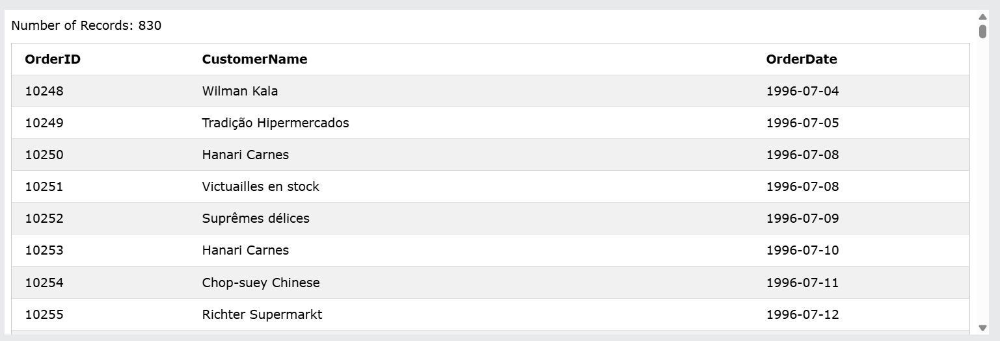 Number of Records: 830
OrderID CustomerName OrderDate
10248 Wilman Kala 1996-07-04
10249 Tradição Hipermercados 1996-07-05
10250 Hanari Carnes 1996-07-08
10251 Victuailles en stock 1996-07-08
10252 Suprêmes délices 1996-07-09
10253 Hanari Carnes 1996-07-10
10254 Chop-suey Chinese 1996-07-11
10255 Richter Supermarkt 1996-07-12